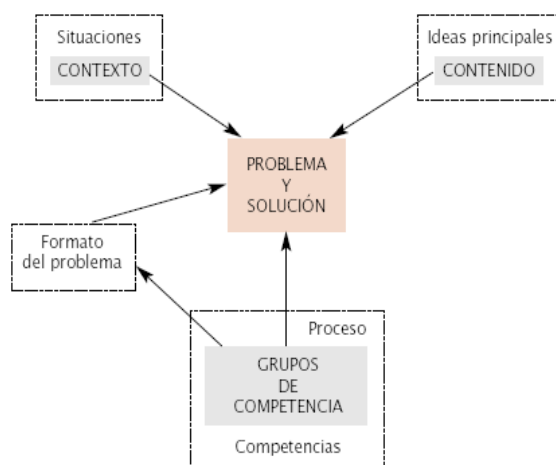 Situaciones
CONTEXTO
Ideas principales
CONTENIDO
PROBLEMA
Y
SOLUCIÓN
Formato
del problema
Proceso
GRUPOS
DE
COMPETENCIA
Competencias